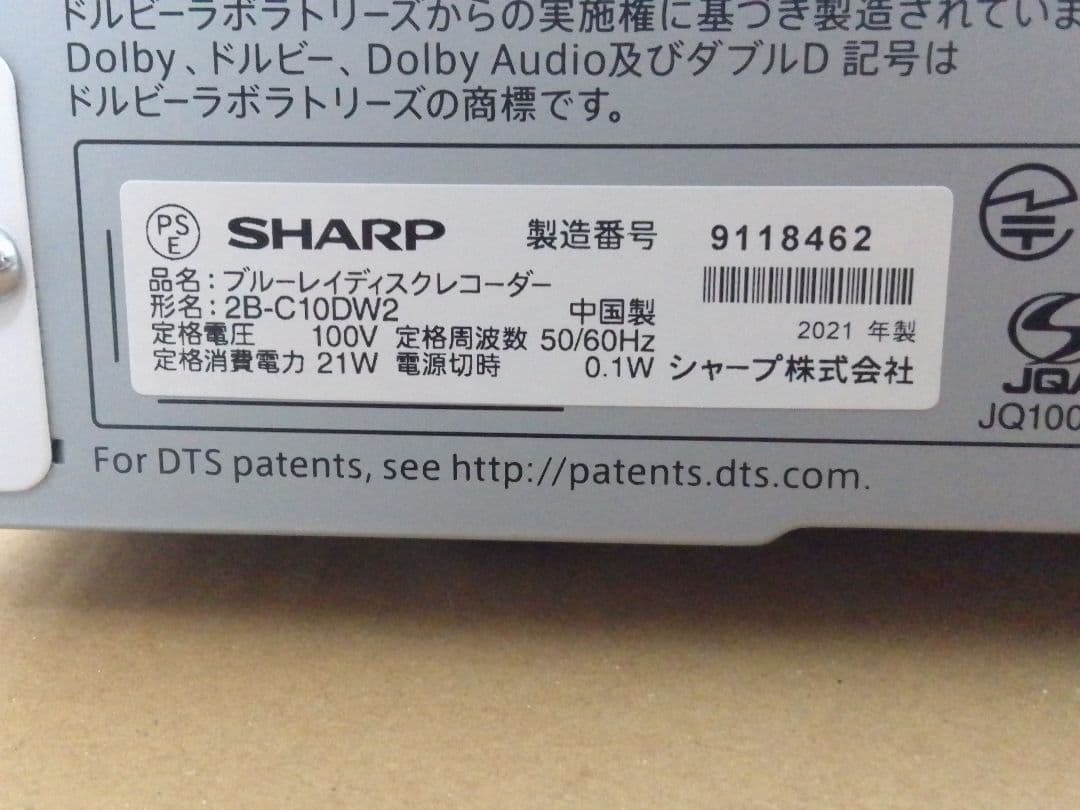 ドルビーラボラトリーズからの実施権に基づき製造されていま
Dolby、ドルビー、Dolby Audio及びダブルD 記号は
ドルビーラボラトリーズの商標です。
PS
E
SHARP 製造番号 9118462
品名:ブルーレイディスクレコーダー
形名:2B-C10DW2 中国製
2021 年製
定格電圧 100V 定格周波数 50/60Hz
定格消費電力 21W 電源切時 0.1W シャープ株式会社
JQA
JQ100
For DTS patents, see http://patents.dts.com.